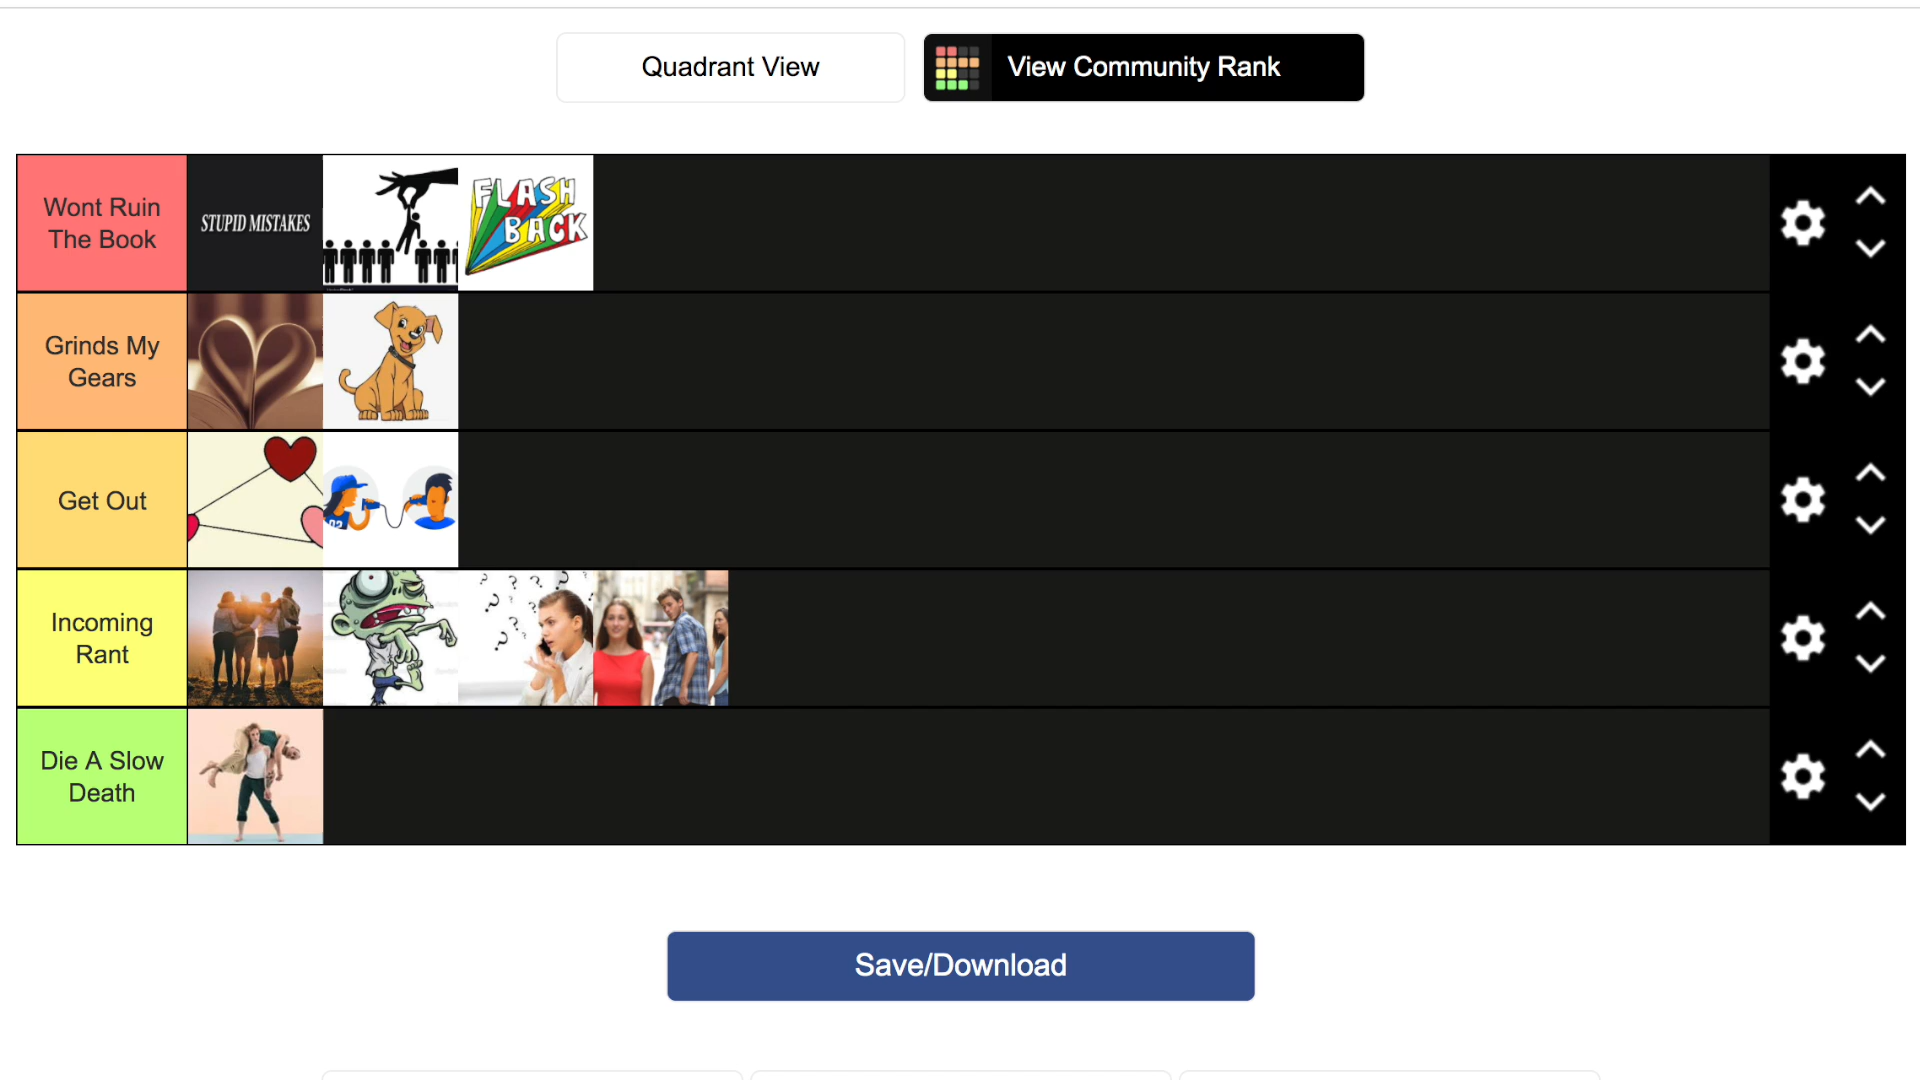 Quadrant View
View Community Rank
Wont Ruin
The Book
STUPID MISTAKES
FLASH
BACK
Grinds My
Gears
Get Out
02
Incoming
Rant
Die A Slow
Death
Save/Download